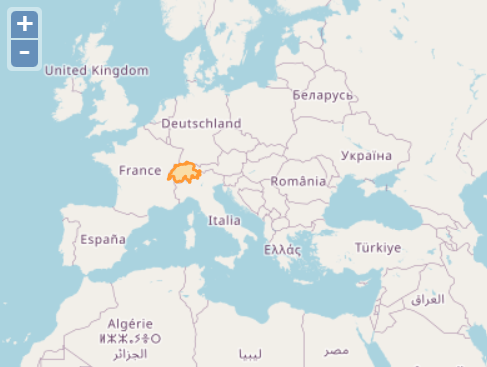 +
-
United Kingdom
Беларусь
Deutschland
Україна
France
România
Italia
España
Ελλάς
Türkiye
العراق
Algérie
ⵍⵣⵣⴰⵢⴻⵔ
الجزائر
ليبيا
مصر